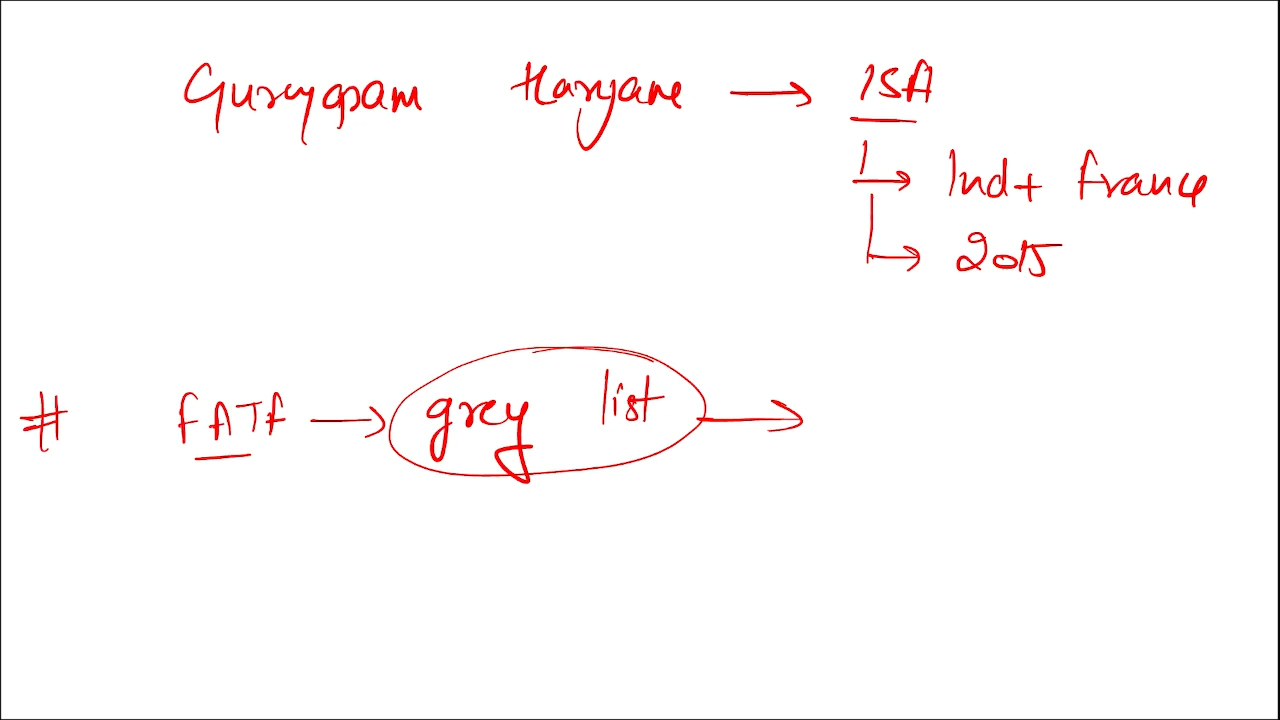 Gurugram Haryana → ISA
→ Ind + France
→ 2015
# FATF → grey list →